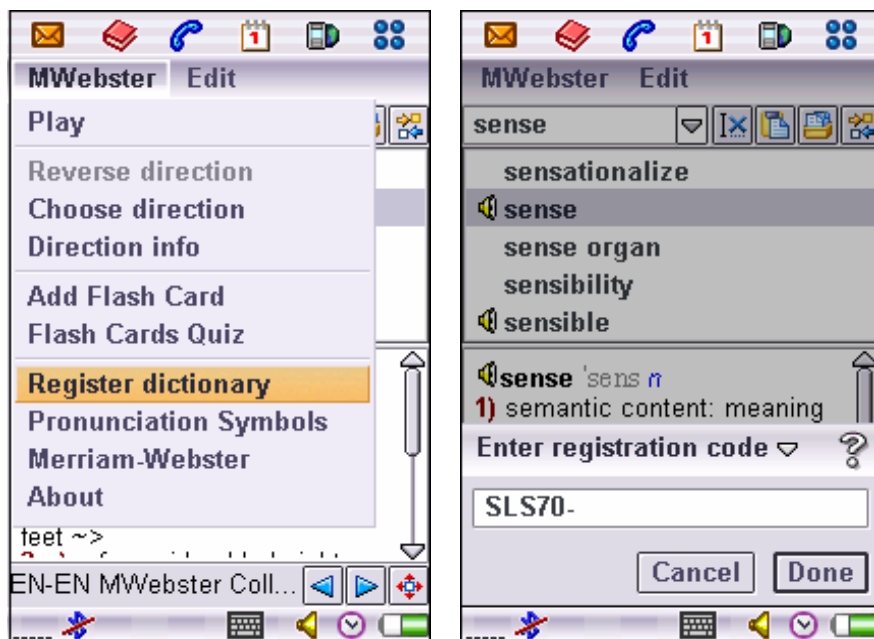 MWebster Edit
Play
Reverse direction
Choose direction
Direction info
Add Flash Card
Flash Cards Quiz
Register dictionary
Pronunciation Symbols
Merriam-Webster
About
feet ~>
EN-EN MWebster Coll...
MWebster Edit
sense
sensationalize
sense
sense organ
sensibility
sensible
sense 'sens n
1) semantic content: meaning
Enter registration code
SLS70-
Cancel Done